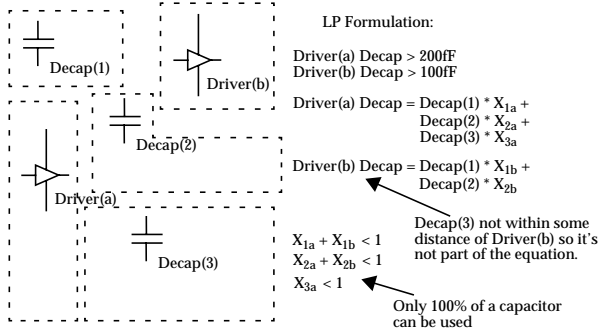 Decap(1)
Driver(b)
Decap(2)
Driver(a)
Decap(3)
LP Formulation:
Driver(a) Decap > 200fF
Driver(b) Decap > 100fF
Driver(a) Decap = Decap(1) * X1a +
Decap(2) * X2a +
Decap(3) * X3a
Driver(b) Decap = Decap(1) * X1b +
Decap(2) * X2b
Decap(3) not within some
distance of Driver(b) so it's
not part of the equation.
X1a + X1b < 1
X2a + X2b < 1
X3a < 1
Only 100% of a capacitor
can be used